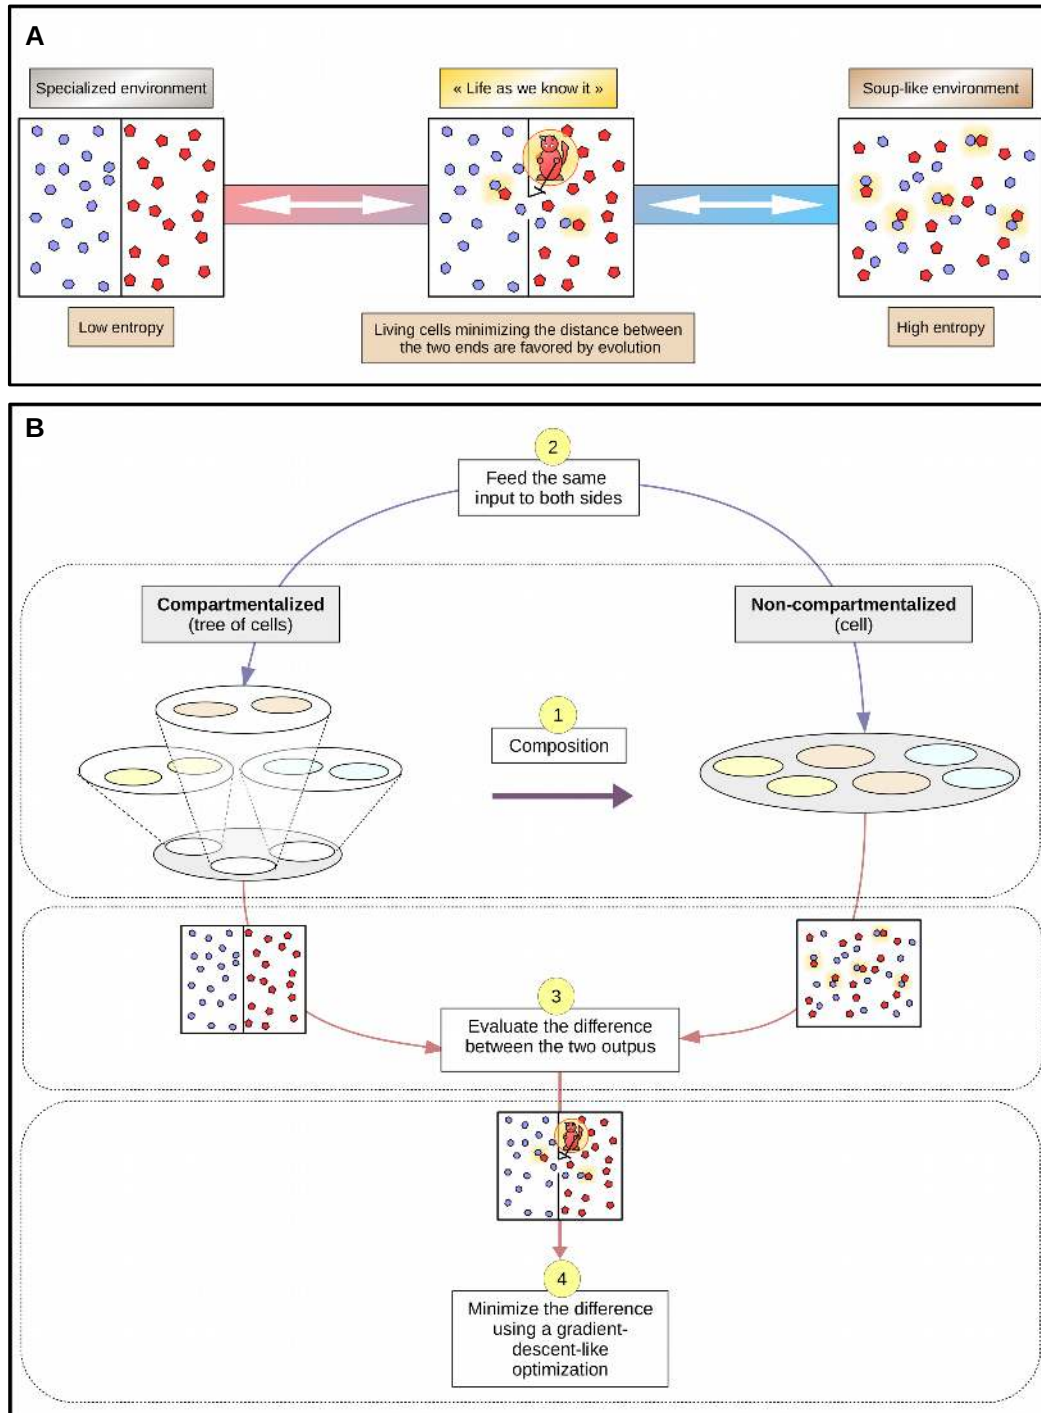 A
Specialized environment
« Life as we know it »
Soup-like environment
Low entropy
Living cells minimizing the distance between
the two ends are favored by evolution
High entropy
B
2
Feed the same
input to both sides
Compartmentalized
(tree of cells)
Non-compartmentalized
(cell)
1
Composition
3
Evaluate the difference
between the two outpus
4
Minimize the difference
using a gradient-
descent-like
optimization